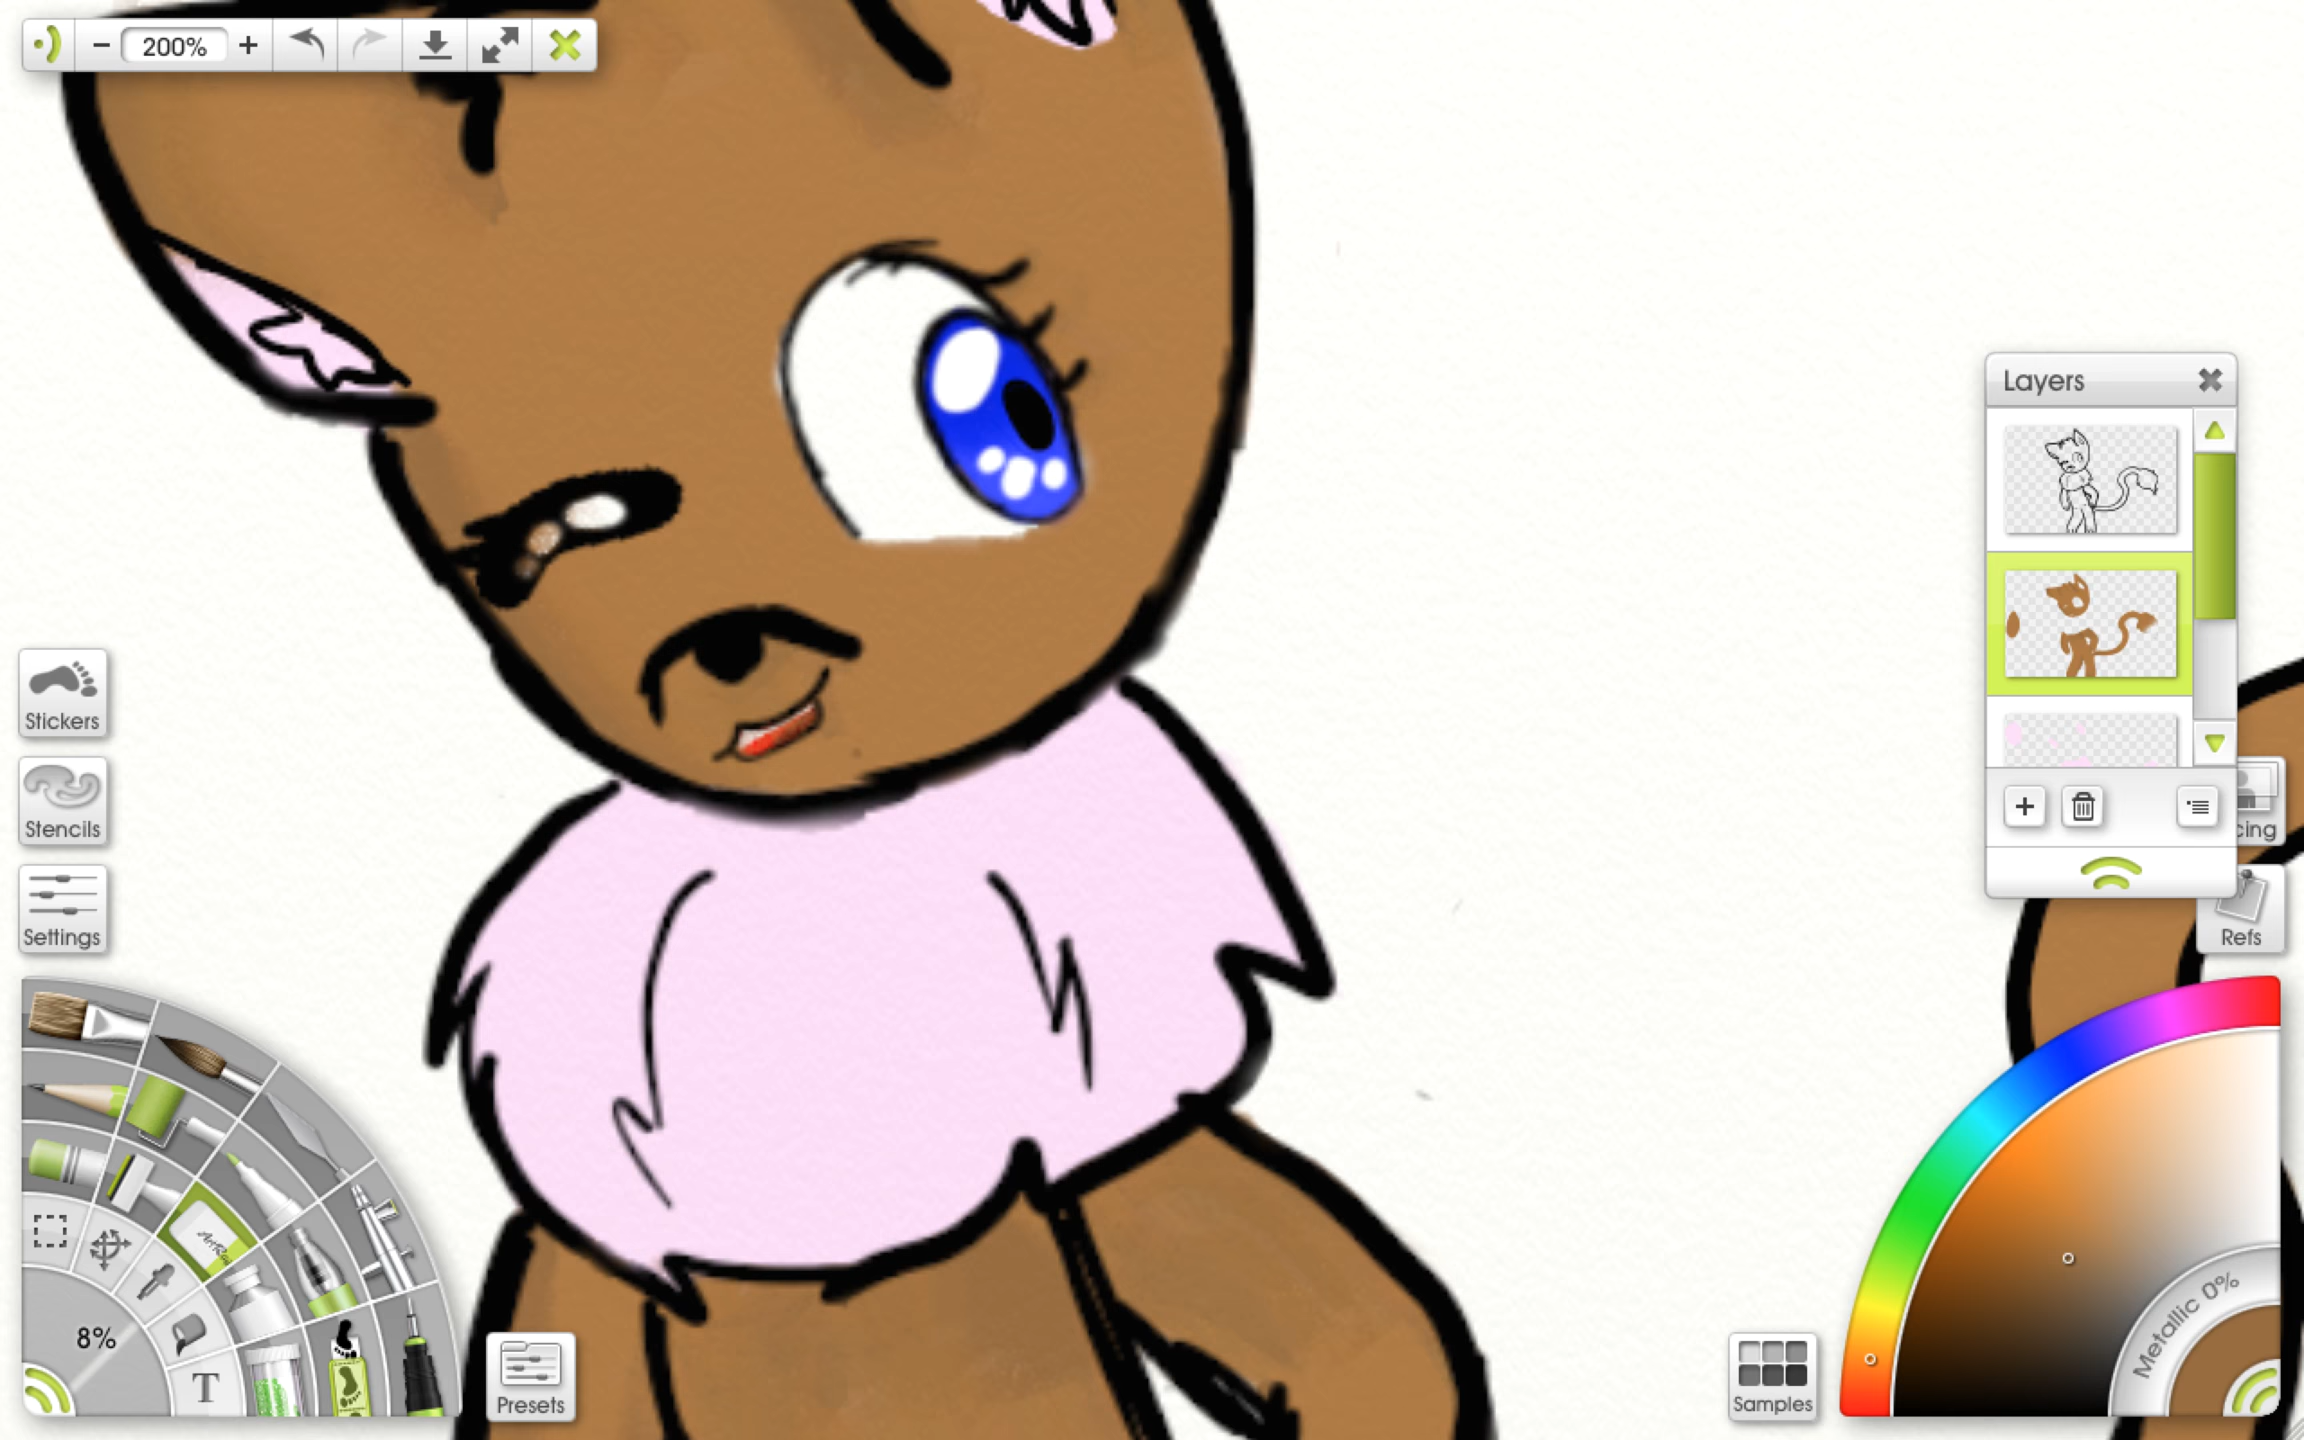 200%
Layers
Stickers
Stencils
Settings
cing
Refs
8%
T
Presets
Samples
Metallic 0%